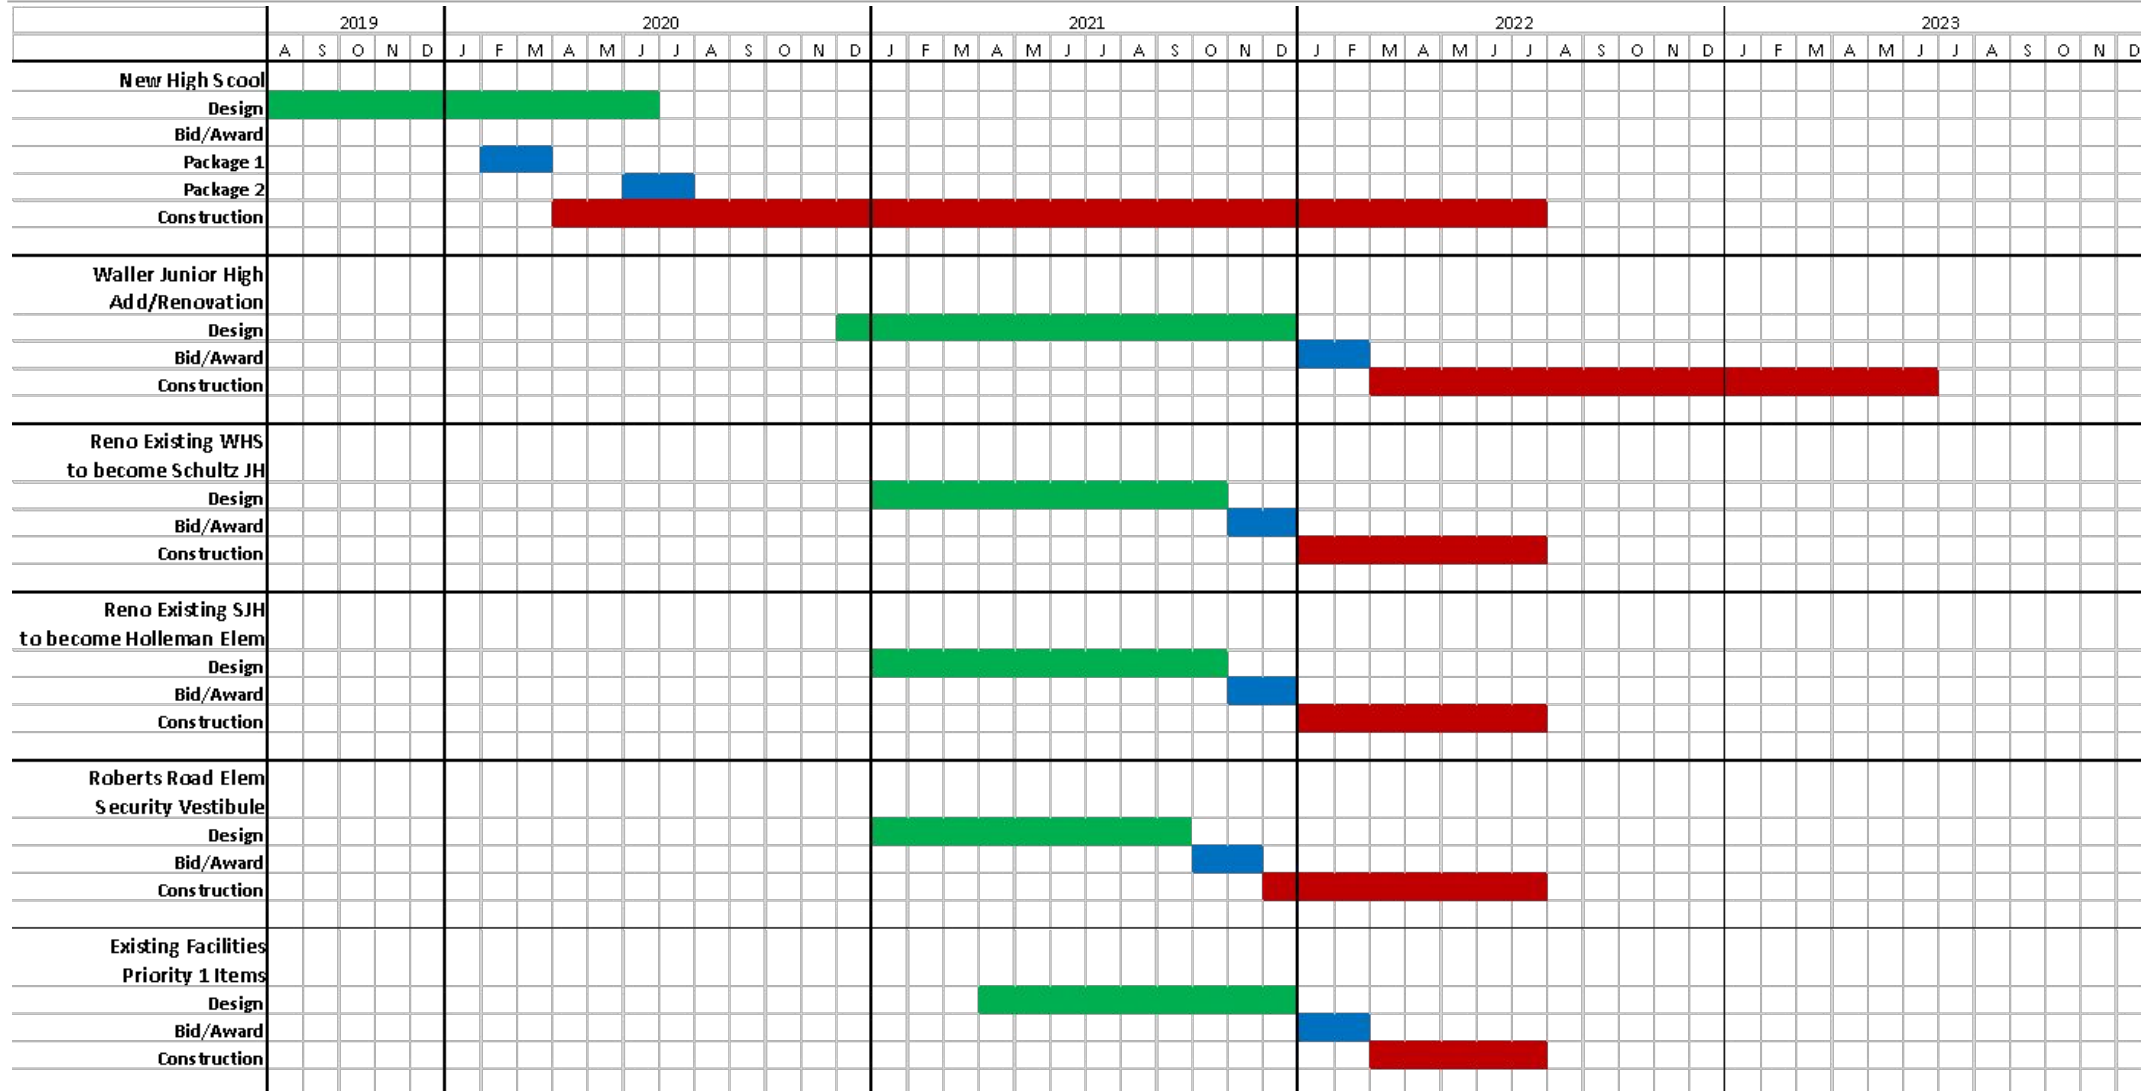 2019 2020 2021 2022 2023
A S O N D J F M A M J J A S O N D J F M A M J J A S O N D J F M A M J J A S O N D J F M A M J J A S O N D
New High Scool
Design
Bid/Award
Package 1
Package 2
Construction
Waller Junior High
Add/Renovation
Design
Bid/Award
Construction
Reno Existing WHS
to become Schultz JH
Design
Bid/Award
Construction
Reno Existing SJH
to become Holleman Elem
Design
Bid/Award
Construction
Roberts Road Elem
Security Vestibule
Design
Bid/Award
Construction
Existing Facilities
Priority 1 Items
Design
Bid/Award
Construction